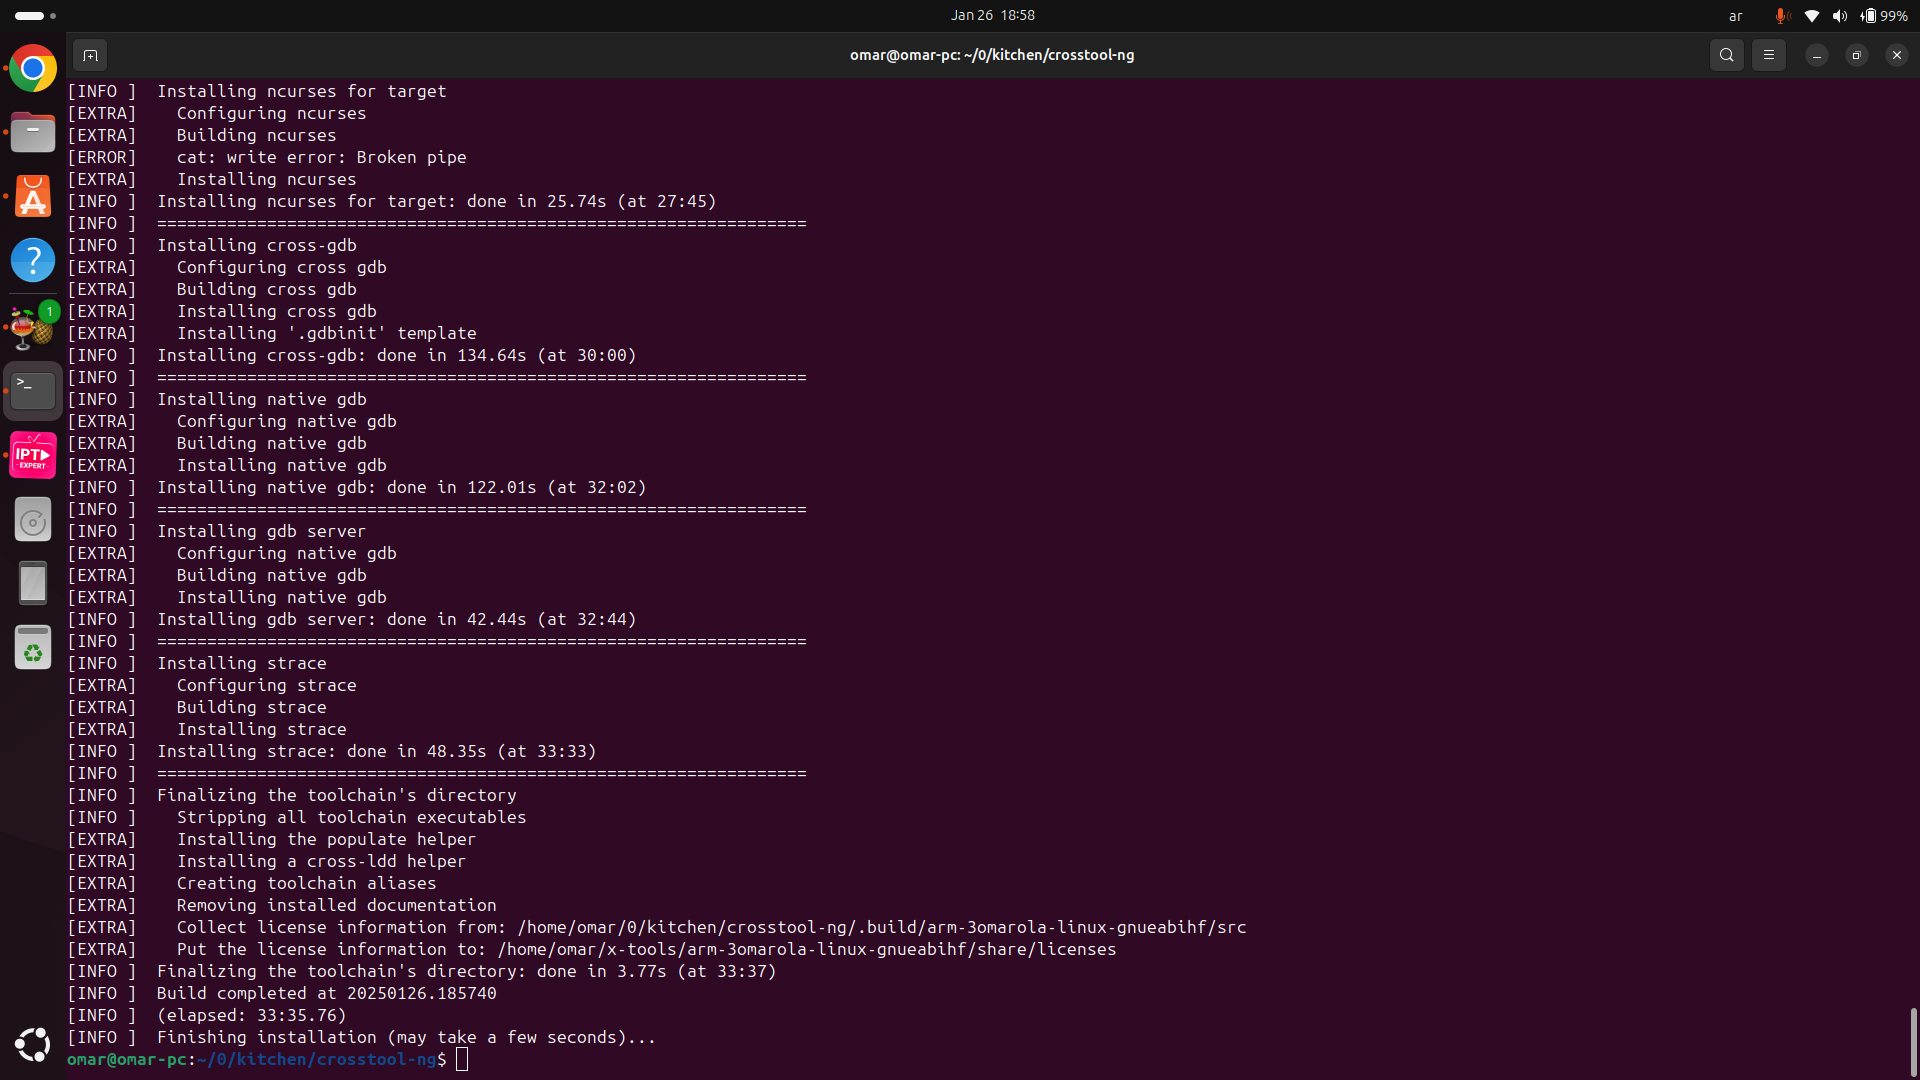 Jan 26 18:58
ar
99%
omar@omar-pc: ~/0/kitchen/crosstool-ng
[INFO ]  Installing ncurses for target
[EXTRA]    Configuring ncurses
[EXTRA]    Building ncurses
[ERROR]    cat: write error: Broken pipe
[EXTRA]    Installing ncurses
[INFO ]  Installing ncurses for target: done in 25.74s (at 27:45)
[INFO ]  =================================================================
[INFO ]  Installing cross-gdb
[EXTRA]    Configuring cross gdb
[EXTRA]    Building cross gdb
[EXTRA]    Installing cross gdb
[EXTRA]    Installing '.gdbinit' template
[INFO ]  Installing cross-gdb: done in 134.64s (at 30:00)
[INFO ]  =================================================================
[INFO ]  Installing native gdb
[EXTRA]    Configuring native gdb
[EXTRA]    Building native gdb
[EXTRA]    Installing native gdb
[INFO ]  Installing native gdb: done in 122.01s (at 32:02)
[INFO ]  =================================================================
[INFO ]  Installing gdb server
[EXTRA]    Configuring native gdb
[EXTRA]    Building native gdb
[EXTRA]    Installing native gdb
[INFO ]  Installing gdb server: done in 42.44s (at 32:44)
[INFO ]  =================================================================
[INFO ]  Installing strace
[EXTRA]    Configuring strace
[EXTRA]    Building strace
[EXTRA]    Installing strace
[INFO ]  Installing strace: done in 48.35s (at 33:33)
[INFO ]  =================================================================
[INFO ]  Finalizing the toolchain's directory
[INFO ]    Stripping all toolchain executables
[EXTRA]    Installing the populate helper
[EXTRA]    Installing a cross-ldd helper
[EXTRA]    Creating toolchain aliases
[EXTRA]    Removing installed documentation
[EXTRA]    Collect license information from: /home/omar/0/kitchen/crosstool-ng/.build/arm-3omarola-linux-gnueabihf/src
[EXTRA]    Put the license information to: /home/omar/x-tools/arm-3omarola-linux-gnueabihf/share/licenses
[INFO ]  Finalizing the toolchain's directory: done in 3.77s (at 33:37)
[INFO ]  Build completed at 20250126.185740
[INFO ]  (elapsed: 33:35.76)
[INFO ]  Finishing installation (may take a few seconds)...
omar@omar-pc:~/0/kitchen/crosstool-ng$
1
>_
IPT
EXPERT